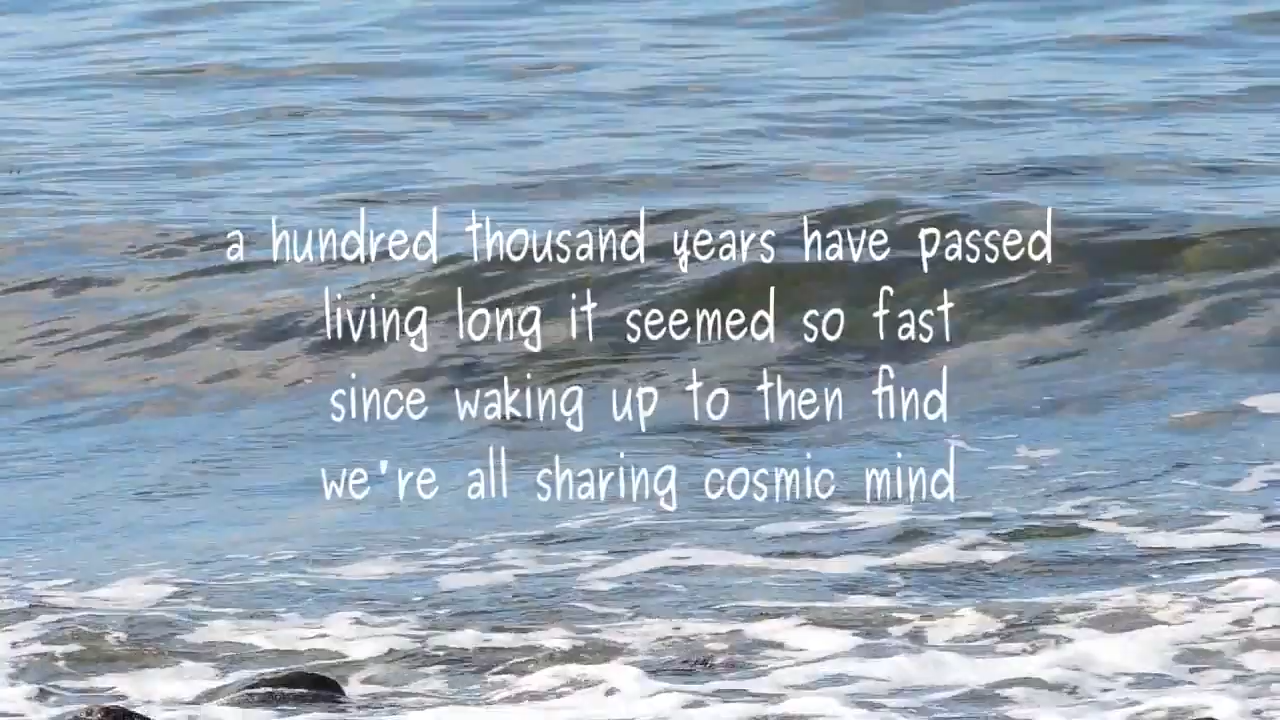 a hundred thousand years have passed
living long it seemed so fast
since waking up to then find
we're all sharing cosmic mind